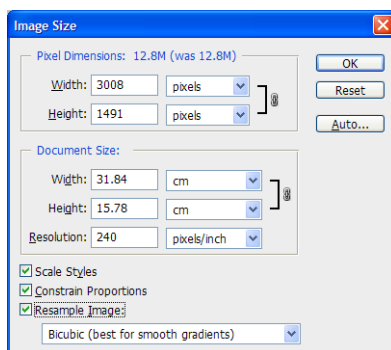 Image Size
Pixel Dimensions: 12.8M (was 12.8M)
Width: 3008 pixels
Height: 1491 pixels
Document Size:
Width: 31.84 cm
Height: 15.78 cm
Resolution: 240 pixels/inch
Scale Styles
Constrain Proportions
Resample Image:
Bicubic (best for smooth gradients)
OK
Reset
Auto...